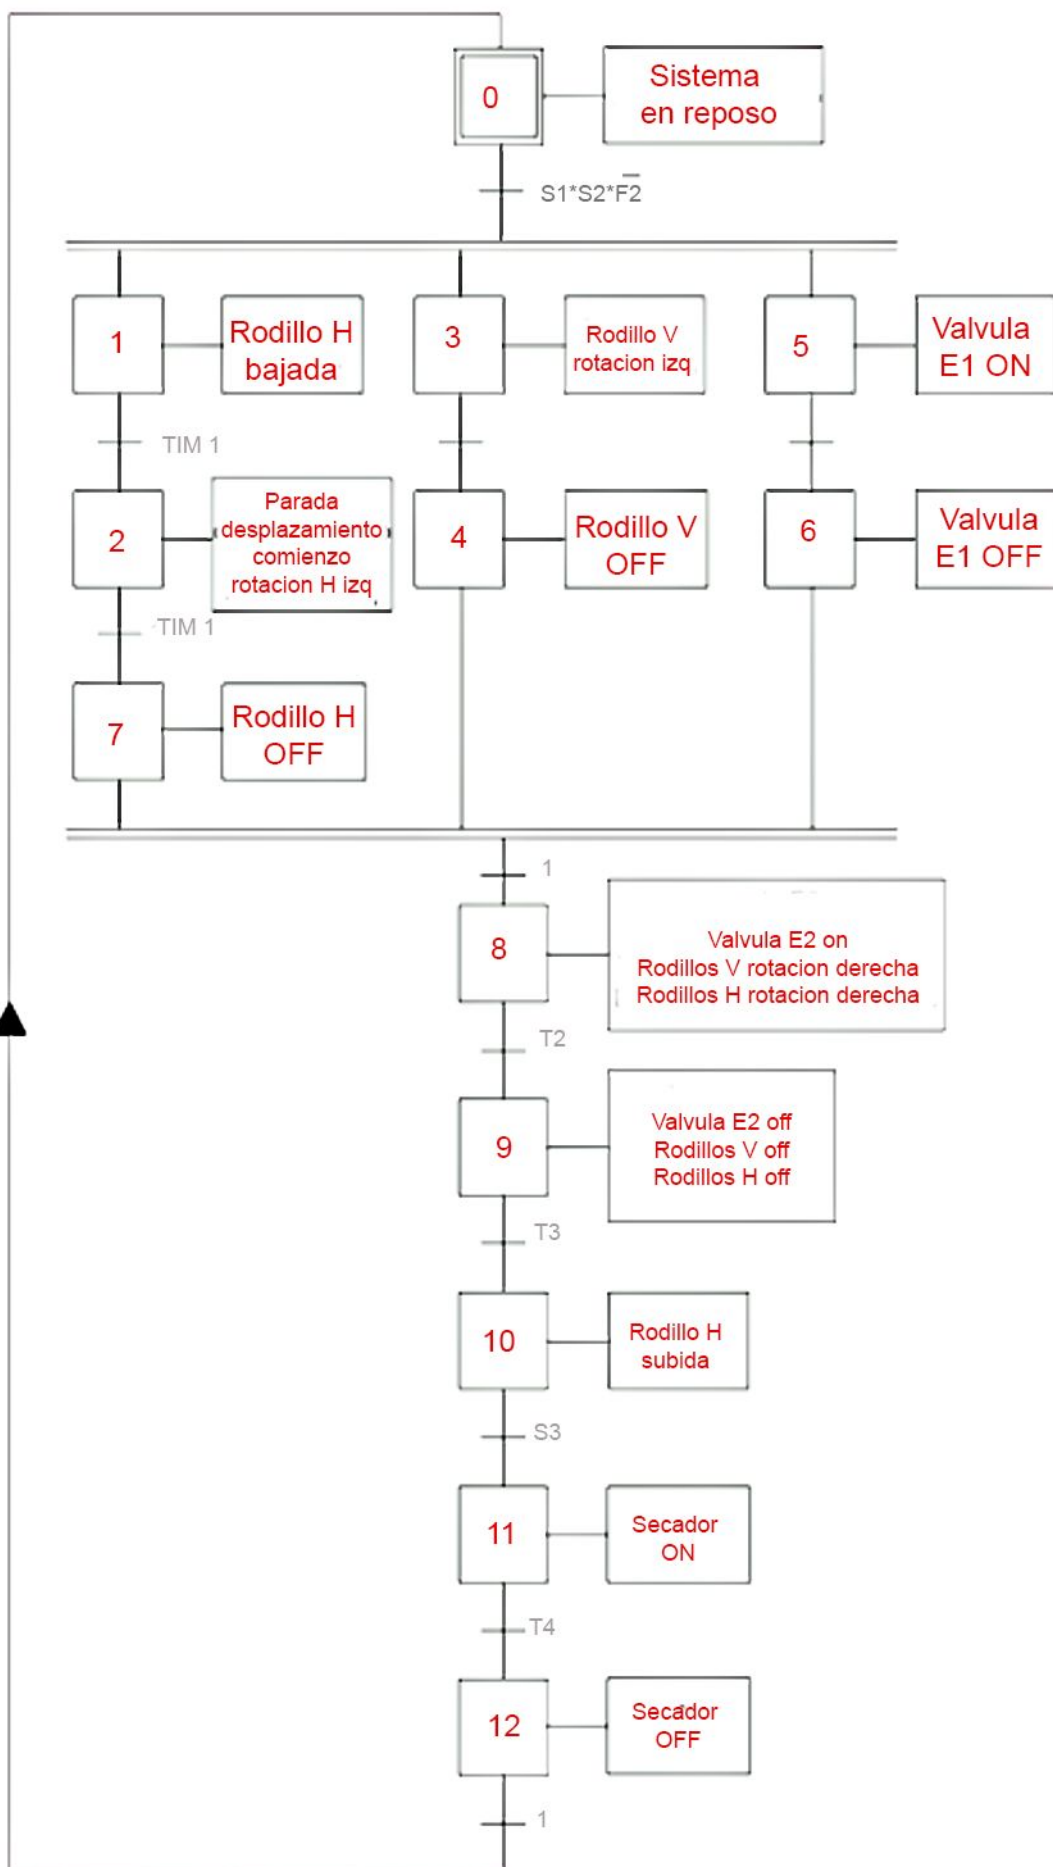 0
Sistema
en reposo
S1*S2*F̅2
1
Rodillo H
bajada
3
Rodillo V
rotacion izq
5
Valvula
E1 ON
TIM 1
2
Parada
desplazamiento
comienzo
rotacion H izq
4
Rodillo V
OFF
6
Valvula
E1 OFF
TIM 1
7
Rodillo H
OFF
1
8
Valvula E2 on
Rodillos V rotacion derecha
Rodillos H rotacion derecha
T2
9
Valvula E2 off
Rodillos V off
Rodillos H off
T3
10
Rodillo H
subida
S3
11
Secador
ON
T4
12
Secador
OFF
1